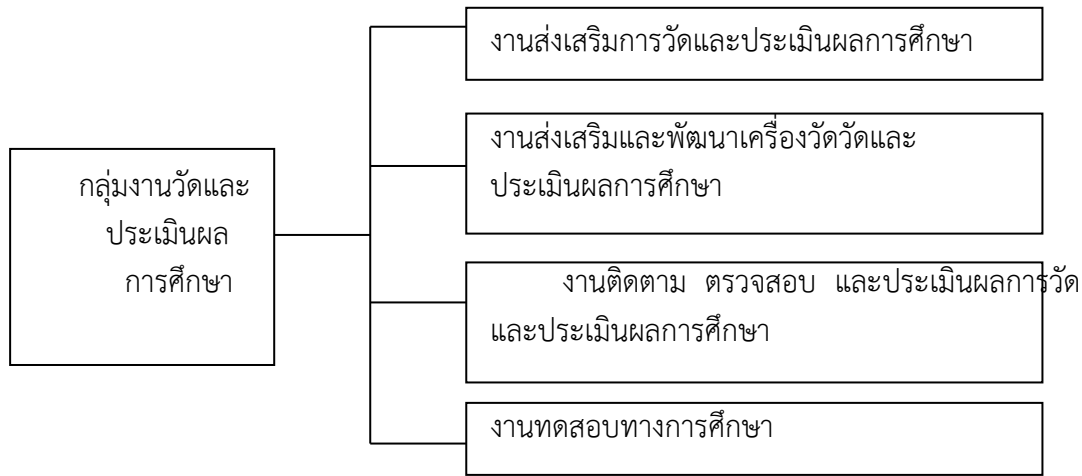 กลุ่มงานวัดและ
ประเมินผล
การศึกษา
งานส่งเสริมการวัดและประเมินผลการศึกษา
งานส่งเสริมและพัฒนาเครื่องวัดวัดและ
ประเมินผลการศึกษา
งานติดตาม ตรวจสอบ และประเมินผลการวัด
และประเมินผลการศึกษา
งานทดสอบทางการศึกษา